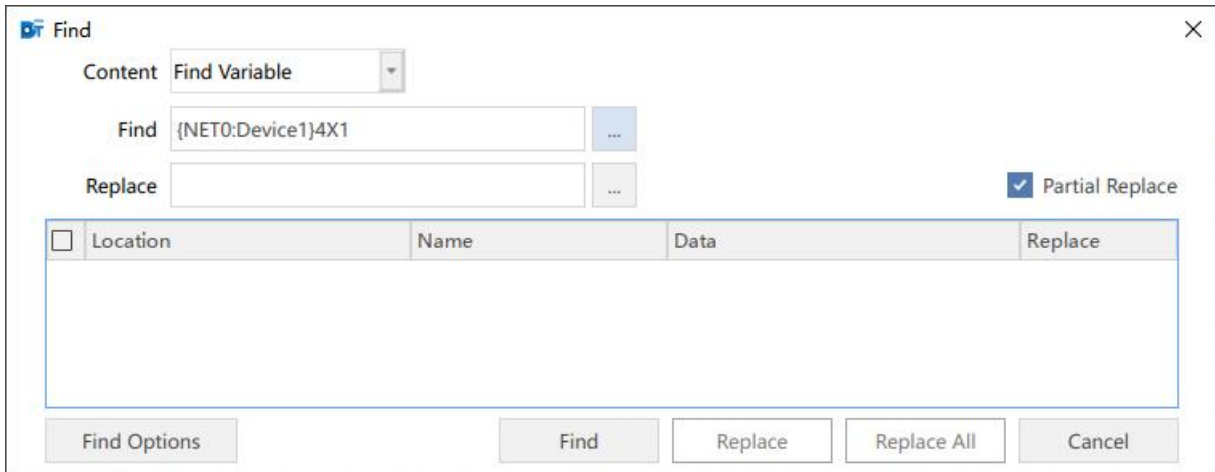 DT Find
Content Find Variable
Find {NET0:Device1}4X1 ...
Replace ... Partial Replace
Location Name Data Replace
Find Options Find Replace Replace All Cancel